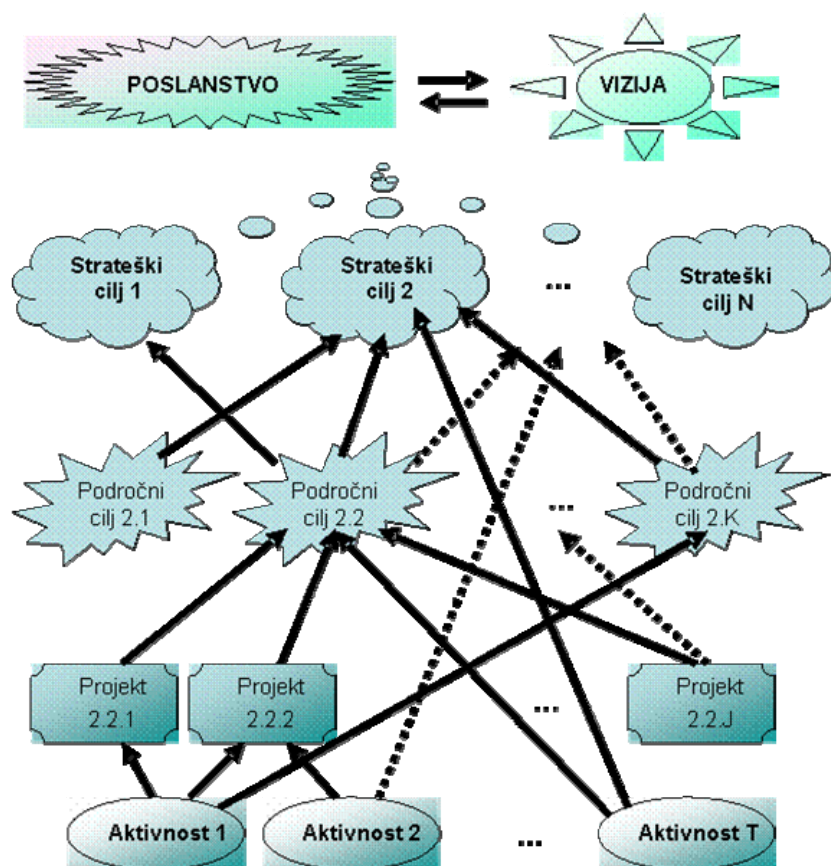 POSLANSTVO
VIZIJA
Strateški
cilj 1
Strateški
cilj 2
...
Strateški
cilj N
Področni
cilj 2.1
Področni
cilj 2.2
...
Področni
cilj 2.K
Projekt
2.2.1
Projekt
2.2.2
...
Projekt
2.2.J
Aktivnost 1
Aktivnost 2
...
Aktivnost T